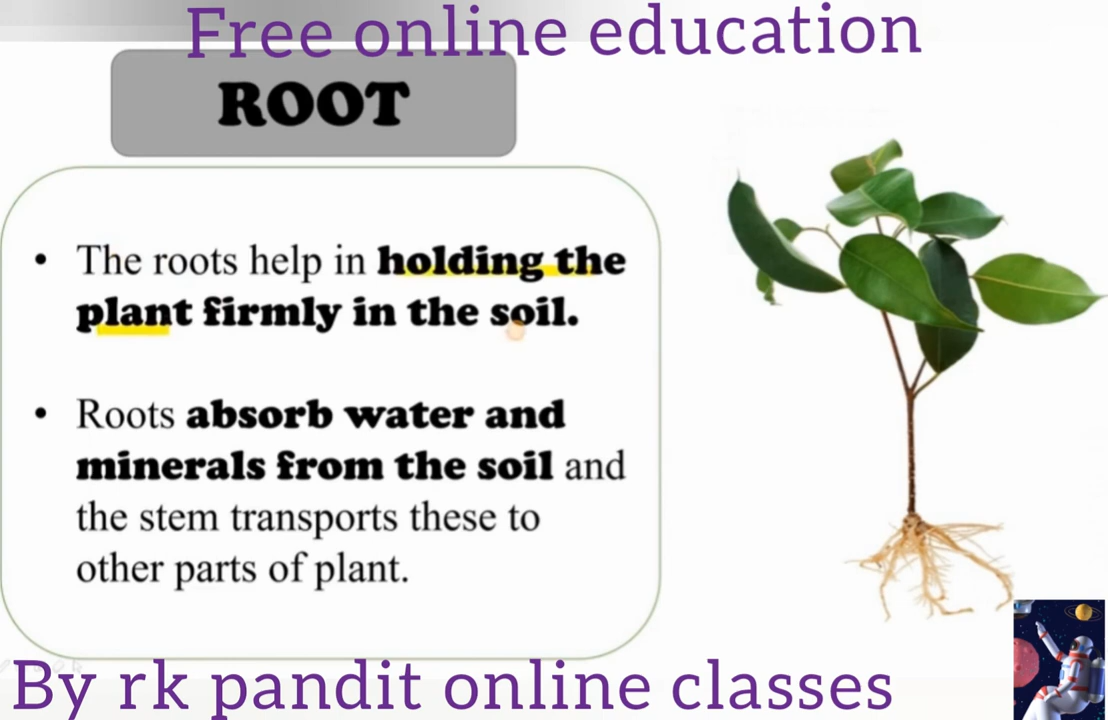 Free online education
ROOT
• The roots help in holding the
plant firmly in the soil.
• Roots absorb water and
minerals from the soil and
the stem transports these to
other parts of plant.
By rk pandit online classes